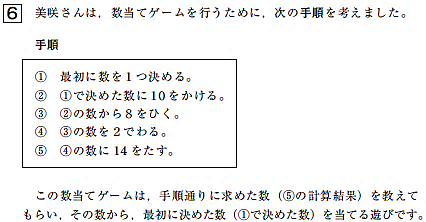 6 美咲さんは，数当てゲームを行うために，次の手順を考えました。
手順
① 最初に数を1つ決める。
② ①で決めた数に10をかける。
③ ②の数から8をひく。
④ ③の数を2でわる。
⑤ ④の数に14をたす。
この数当てゲームは，手順通りに求めた数（⑤の計算結果）を教えて
もらい，その数から，最初に決めた数（①で決めた数）を当てる遊びです。